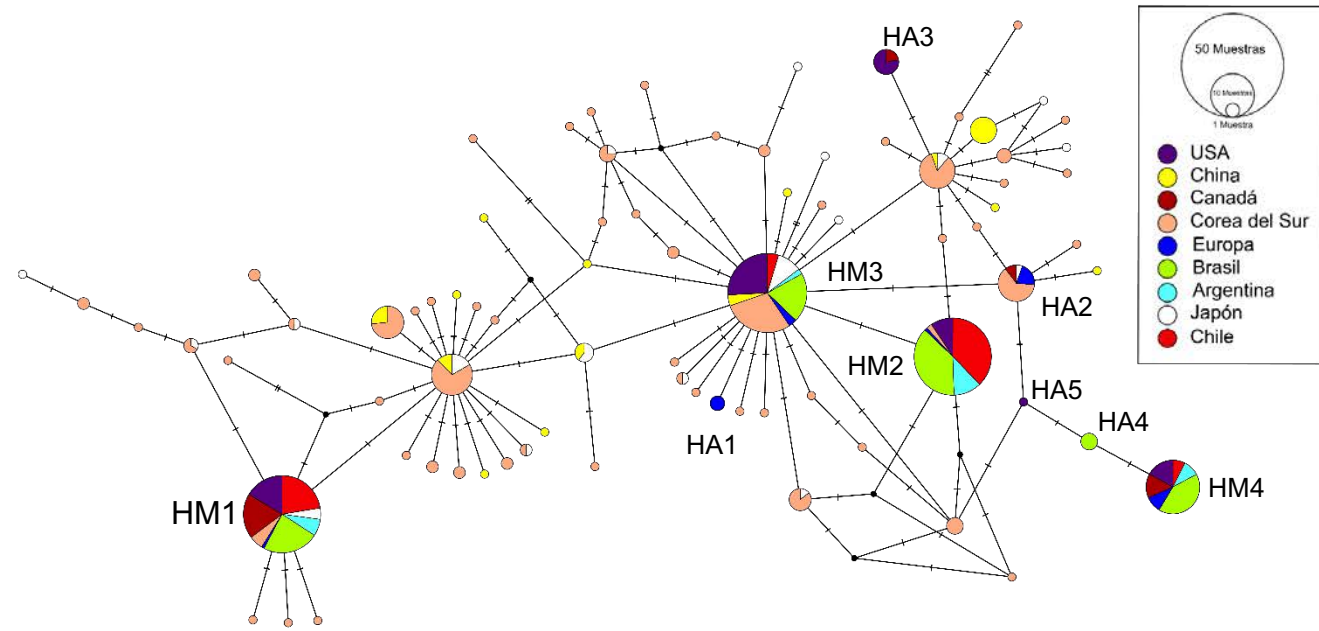 HA3
HM3
HA2
HM2
HA5
HA4
HA1
HM4
HM1
50 Muestras
10 Muestras
1 Muestra
USA
China
Canadá
Corea del Sur
Europa
Brasil
Argentina
Japón
Chile